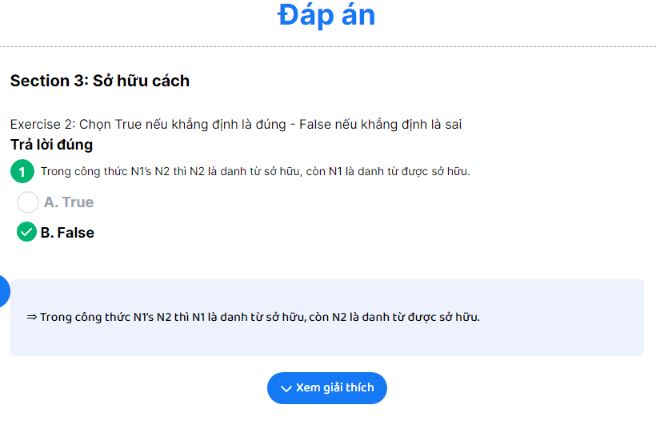 Đáp án
Section 3: Sở hữu cách
Exercise 2: Chọn True nếu khẳng định là đúng - False nếu khẳng định là sai
Trả lời đúng
1 Trong công thức N1’s N2 thì N2 là danh từ sở hữu, còn N1 là danh từ được sở hữu.
A. True
B. False
⇒ Trong công thức N1’s N2 thì N1 là danh từ sở hữu, còn N2 là danh từ được sở hữu.
Xem giải thích